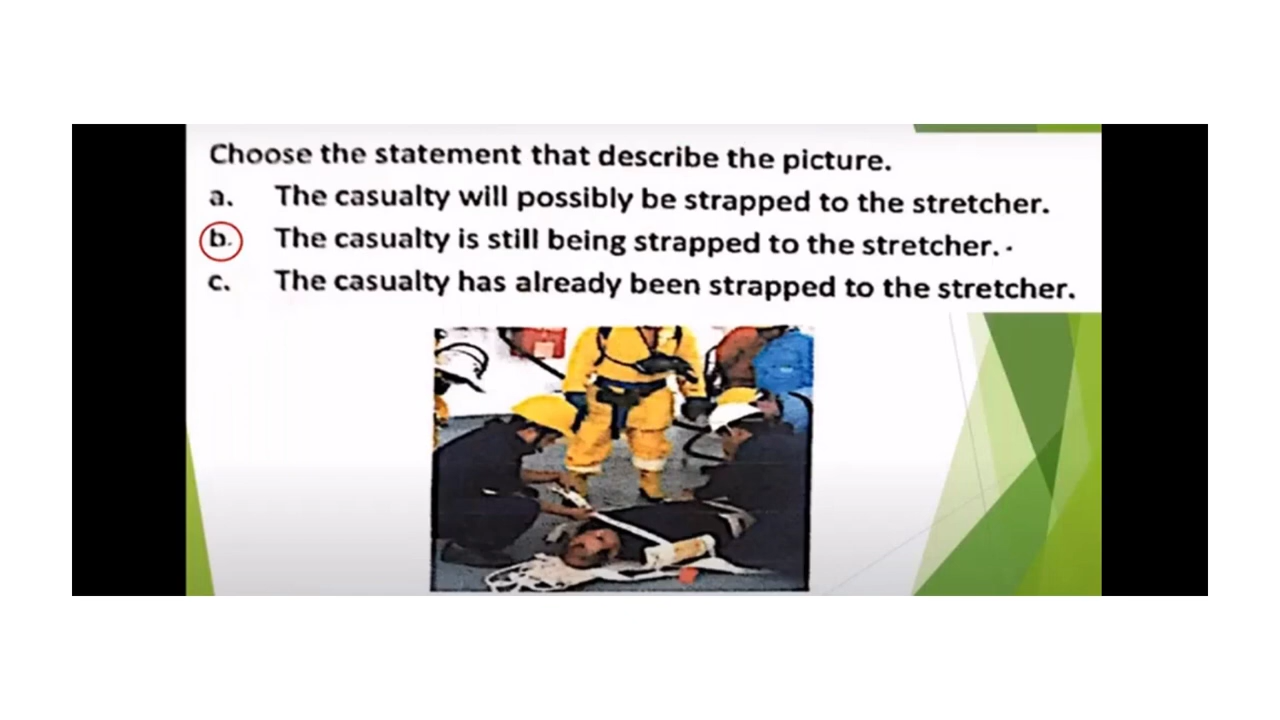 Choose the statement that describe the picture.
a. The casualty will possibly be strapped to the stretcher.
b. The casualty is still being strapped to the stretcher. .
c. The casualty has already been strapped to the stretcher.